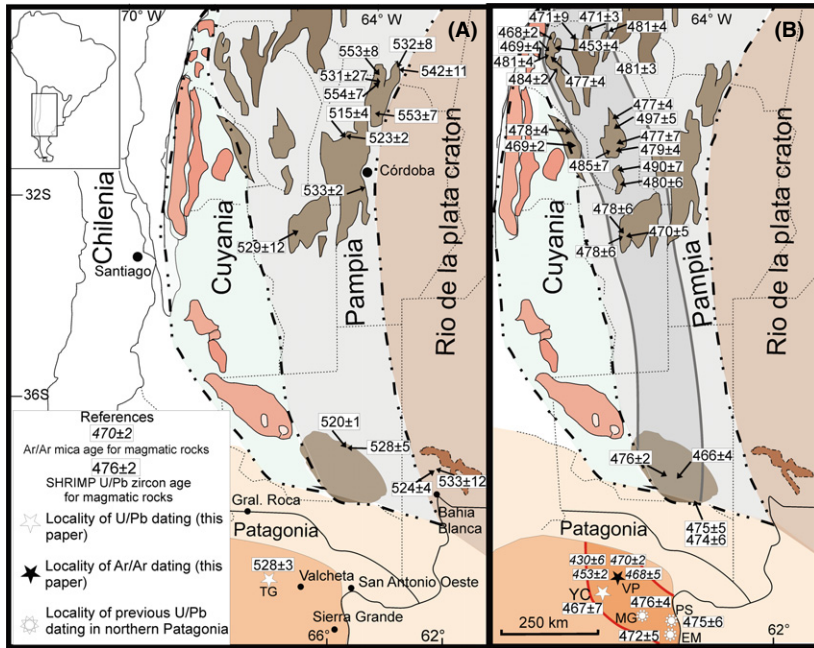 70° W
64° W
(A)
553±8
532±8
531±27
542±11
554±7
515±4
553±7
523±2
Córdoba
533±2
32S
529±12
Chilenia
Cuyania
Pampia
Rio de la plata craton
Santiago
36S
References
470±2
Ar/Ar mica age for magmatic rocks
476±2
SHRIMP U/Pb zircon age
for magmatic rocks
Locality of U/Pb dating (this
paper)
Locality of Ar/Ar dating (this
paper)
Locality of previous U/Pb
dating in northern Patagonia
520±1
528±5
524±4
533±12
Gral. Roca
Bahia
Blanca
Patagonia
528±3
TG
Valcheta
San Antonio Oeste
Sierra Grande
66°
62°
471±9
471±3
64° W
(B)
468±2
481±4
469±4
453±4
481±4
484±2
477±4
481±3
477±4
497±5
478±4
477±7
469±2
479±4
485±7
490±7
480±6
478±6
470±5
478±6
Cuyania
Pampia
Rio de la plata craton
476±2
466±4
475±5
474±6
Patagonia
430±6
470±2
453±2
468±5
YC
VP
467±7
476±4
MG
PS
475±6
EM
472±5
250 km
62°